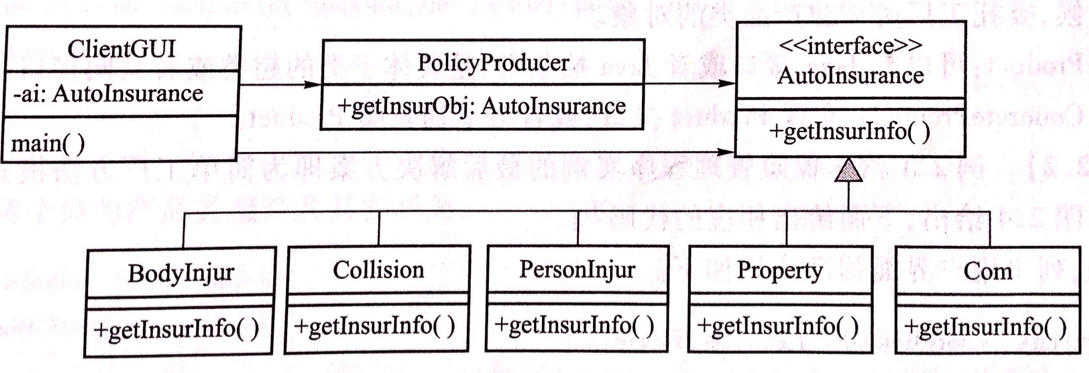 ClientGUI
-ai: AutoInsurance
main( )
PolicyProducer
+getInsurObj: AutoInsurance
<<interface>>
AutoInsurance
+getInsurInfo( )
BodyInjur
+getInsurInfo( )
Collision
+getInsurInfo( )
PersonInjur
+getInsurInfo( )
Property
+getInsurInfo( )
Com
+getInsurInfo( )